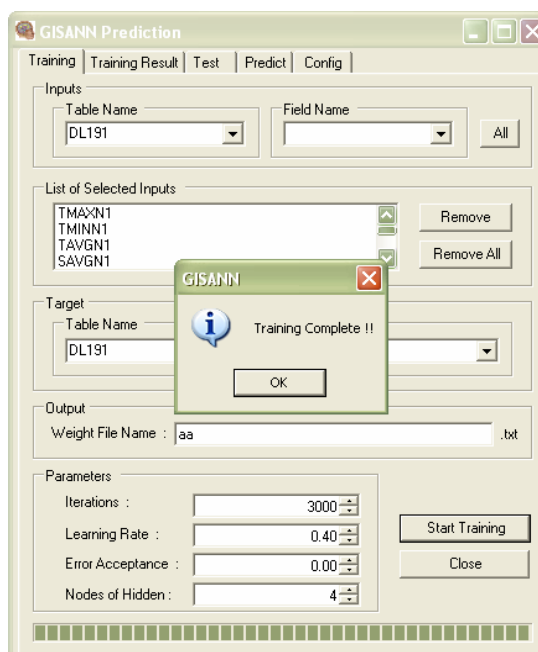 GISANN Prediction
Training Training Result Test Predict Config
Inputs
Table Name Field Name
DL191 All
List of Selected Inputs
TMAXN1
TMINN1
TAVGN1
SAVGN1
Remove
Remove All
GISANN
Training Complete !!
OK
Target
Table Name
DL191
Output
Weight File Name : aa .txt
Parameters
Iterations : 3000
Learning Rate : 0.40
Error Acceptance : 0.00
Nodes of Hidden : 4
Start Training
Close